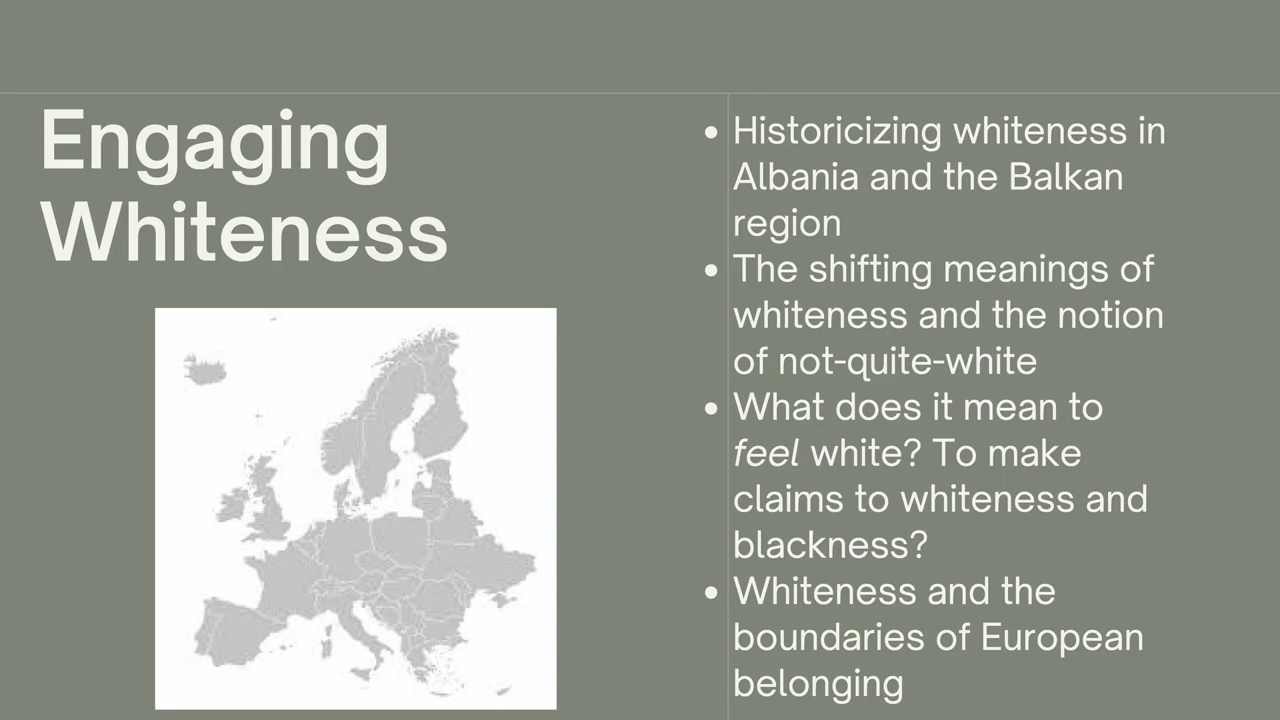 Engaging
Whiteness
• Historicizing whiteness in
Albania and the Balkan
region
• The shifting meanings of
whiteness and the notion
of not-quite-white
• What does it mean to
feel white? To make
claims to whiteness and
blackness?
• Whiteness and the
boundaries of European
belonging